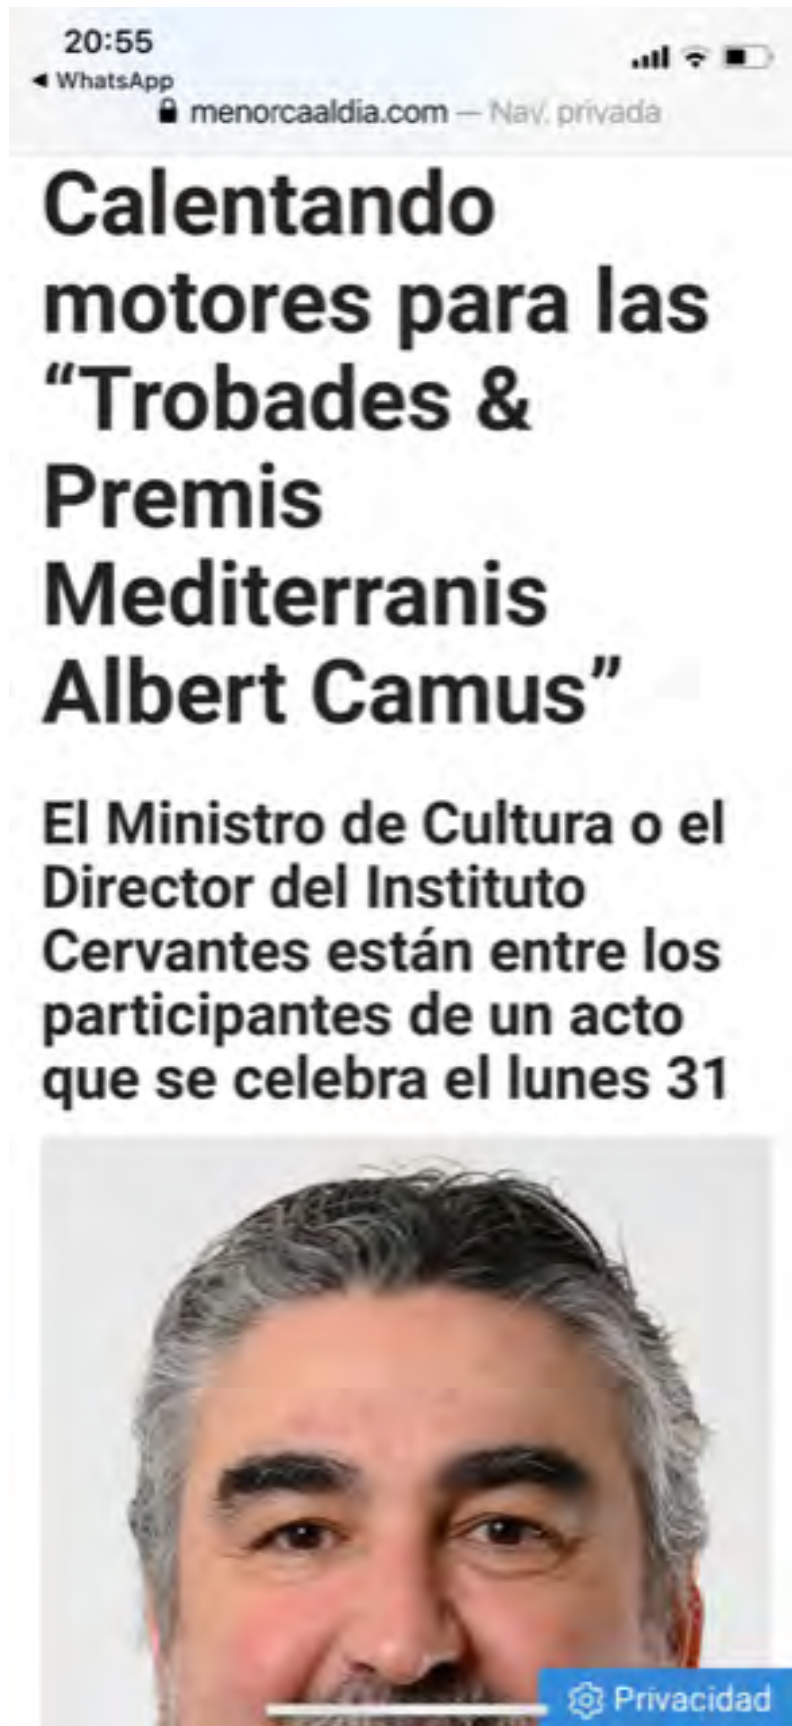 20:55
◀ WhatsApp
menorcaaldia.com — Nav. privada
Calentando
motores para las
“Trobades &
Premis
Mediterranis
Albert Camus”
El Ministro de Cultura o el
Director del Instituto
Cervantes están entre los
participantes de un acto
que se celebra el lunes 31
Privacidad